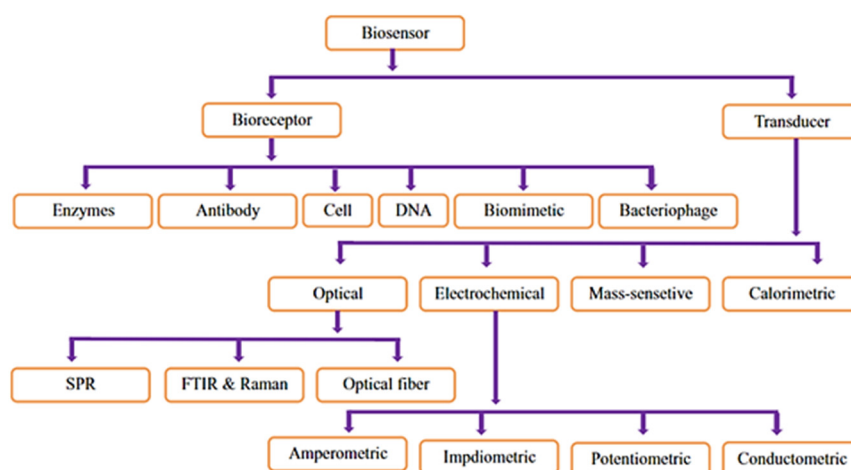 Biosensor
Bioreceptor
Transducer
Enzymes
Antibody
Cell
DNA
Biomimetic
Bacteriophage
Optical
Electrochemical
Mass-sensetive
Calorimetric
SPR
FTIR & Raman
Optical fiber
Amperometric
Impdiometric
Potentiometric
Conductometric